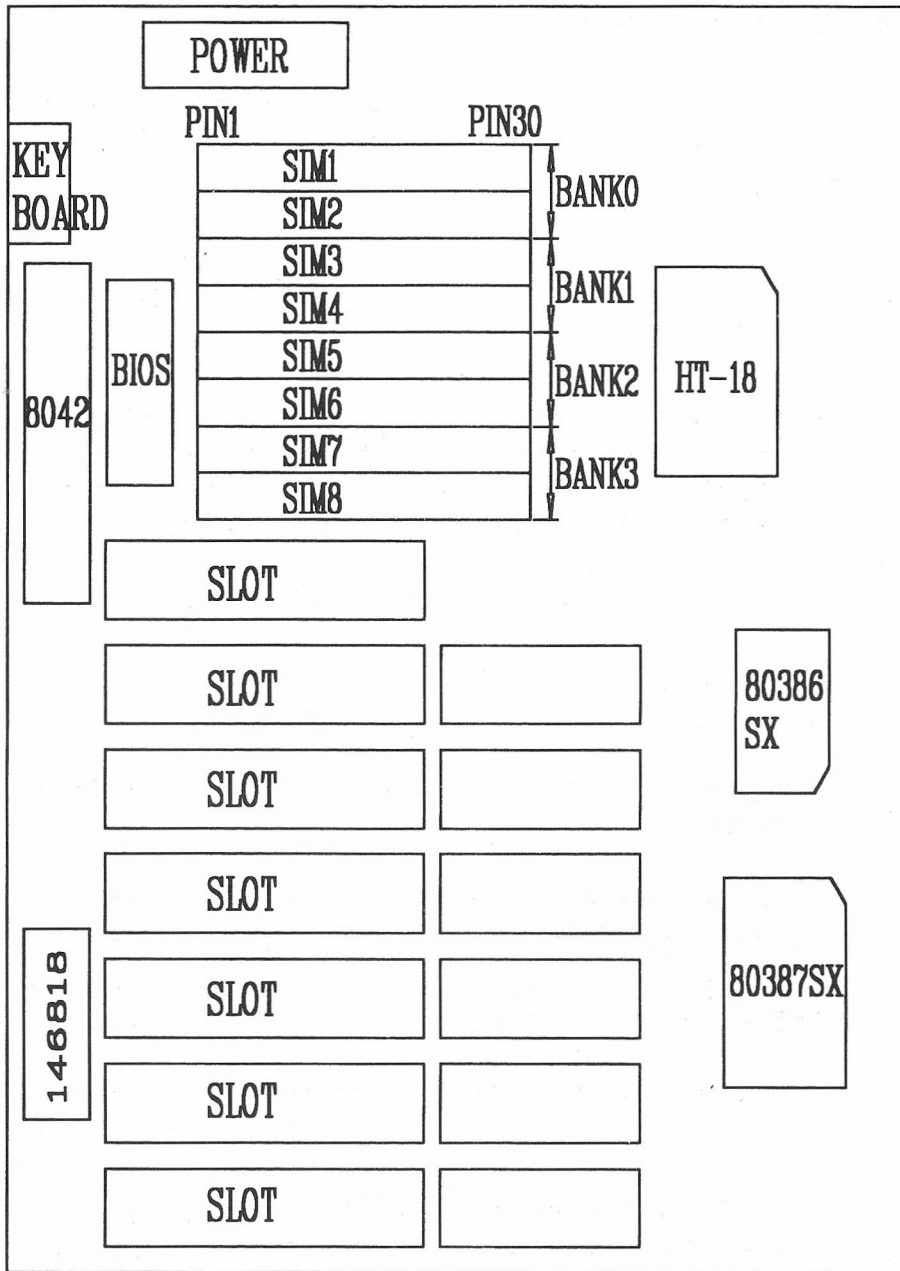 POWER
PIN1 PIN30
KEY
BOARD
SIM1
SIM2
BANK0
SIM3
SIM4
BANK1
SIM5
SIM6
BANK2
SIM7
SIM8
BANK3
8042
BIOS
HT-18
SLOT
SLOT
80386
SX
SLOT
SLOT
SLOT
80387SX
146818
SLOT
SLOT